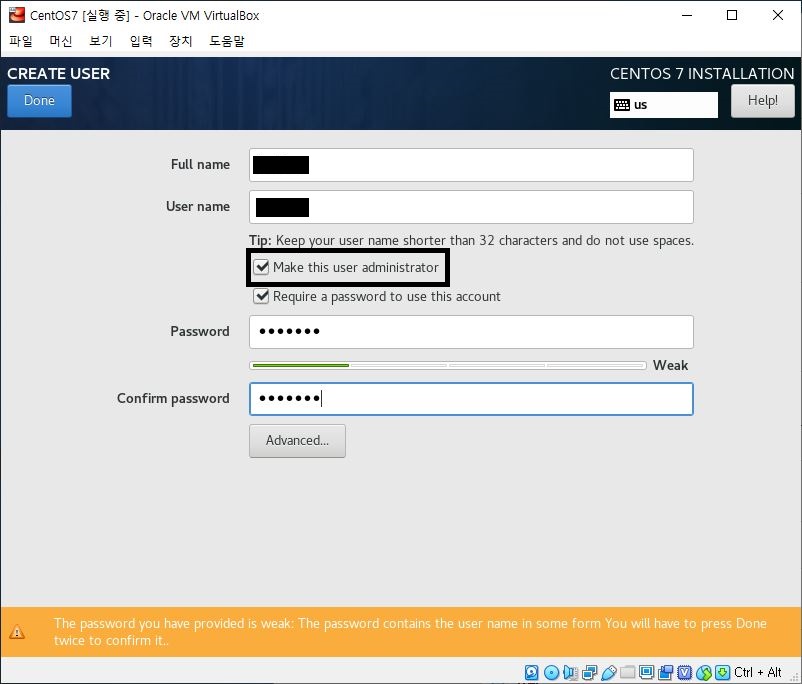 CentOS7 [실행 중] - Oracle VM VirtualBox
파일 머신 보기 입력 장치 도움말
CREATE USER
CENTOS 7 INSTALLATION
Done
us
Help!
Full name
User name
Tip: Keep your user name shorter than 32 characters and do not use spaces.
Make this user administrator
Require a password to use this account
Password
Weak
Confirm password
Advanced...
The password you have provided is weak: The password contains the user name in some form You will have to press Done
twice to confirm it..
Ctrl + Alt